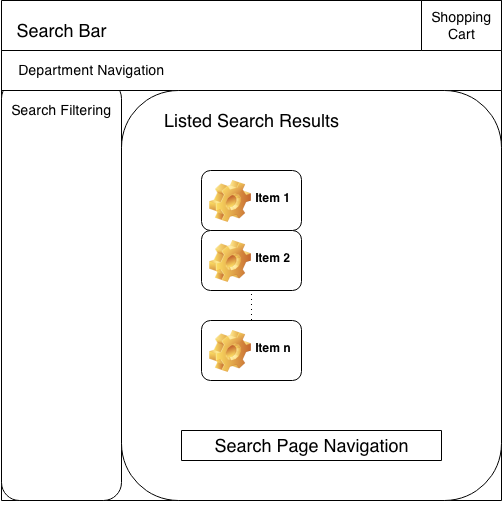 Search Bar
Shopping
Cart
Department Navigation
Search Filtering
Listed Search Results
Item 1
Item 2
Item n
Search Page Navigation